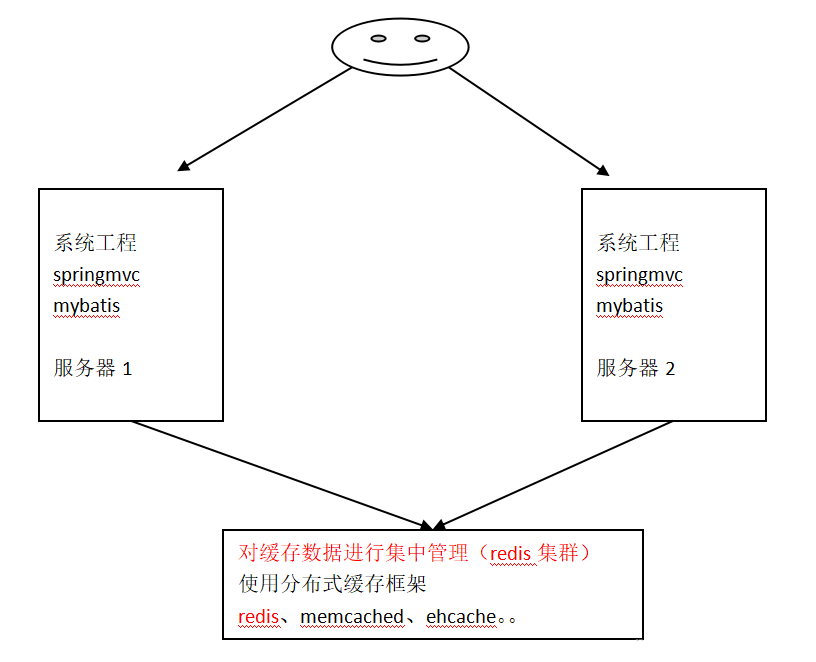 系统工程
springmvc
mybatis
服务器 1
系统工程
springmvc
mybatis
服务器 2
对缓存数据进行集中管理（redis 集群）
使用分布式缓存框架
redis、memcached、ehcache。。